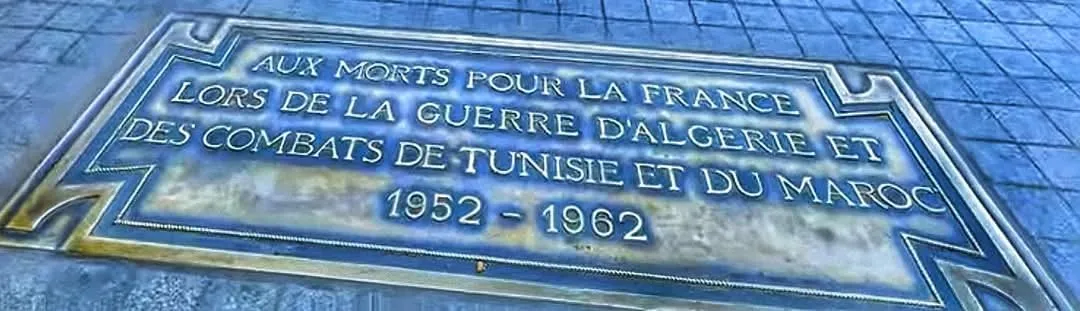 AUX MORTS POUR LA FRANCE
LORS DE LA GUERRE D'ALGERIE ET
DES COMBATS DE TUNISIE ET DU MAROC
1952 - 1962